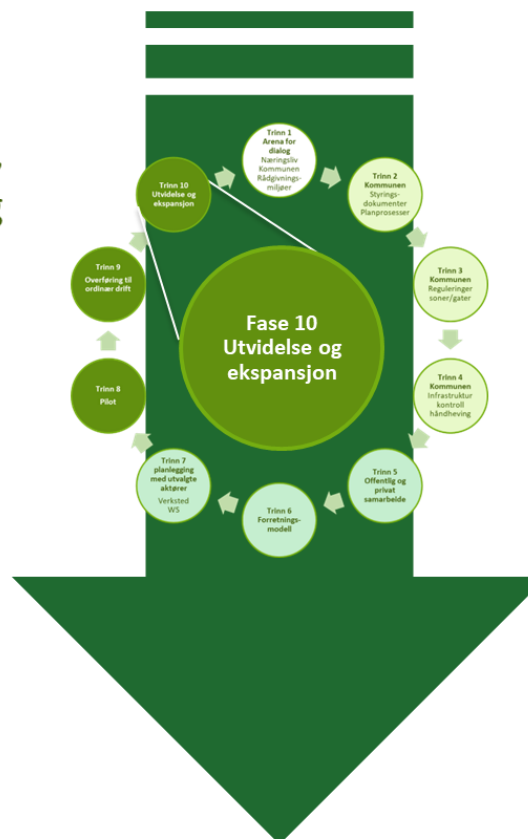 Trinn 1
Arena for
dialog
Næringsliv
Kommunen
Rådgivnings-
miljøer
Trinn 2
Kommunen
Styrings-
dokumenter
Planprosesser
Trinn 3
Kommunen
Reguleringer
soner/gater
Trinn 4
Kommunen
Infrastruktur
kontroll
håndheving
Trinn 5
Offentlig og
privat
samarbeide
Trinn 6
Forretnings-
modell
Trinn 7
planlegging
med utvalgte
aktører
Verksted
WS
Trinn 8
Pilot
Trinn 9
Overføring til
ordinær drift
Trinn 10
Utvidelse og
ekspansjon
Fase 10
Utvidelse og
ekspansjon